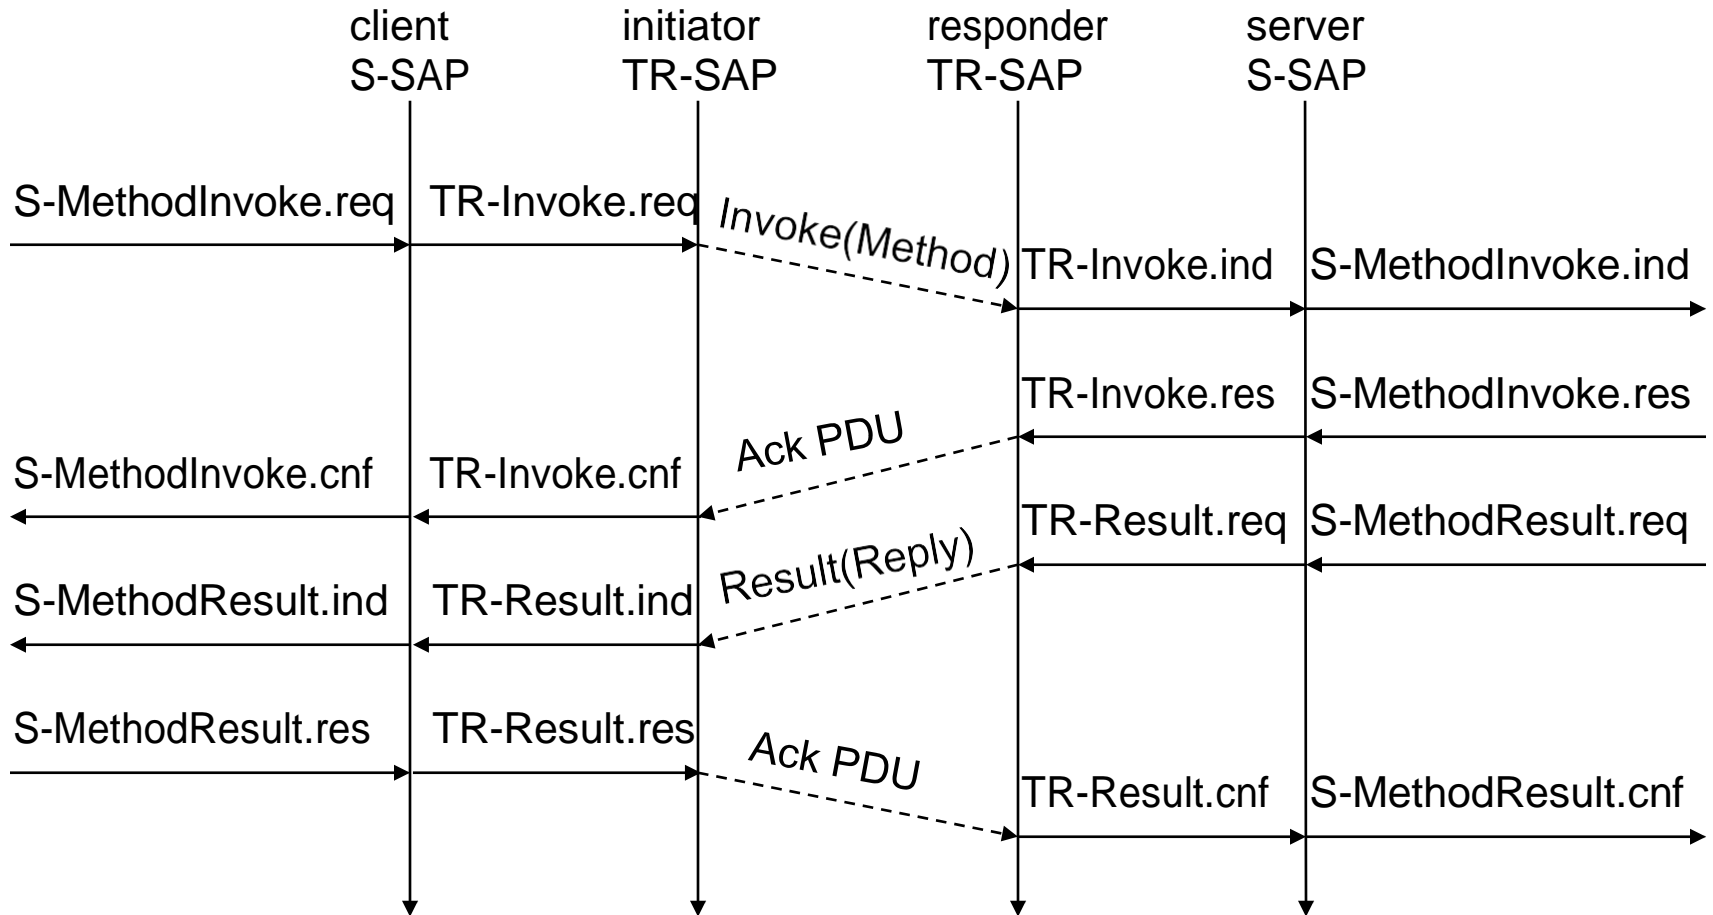 client initiator responder server
S-SAP TR-SAP TR-SAP S-SAP
S-MethodInvoke.req TR-Invoke.req Invoke(Method)
TR-Invoke.ind S-MethodInvoke.ind
TR-Invoke.res S-MethodInvoke.res
Ack PDU
S-MethodInvoke.cnf TR-Invoke.cnf
TR-Result.req S-MethodResult.req
Result(Reply)
S-MethodResult.ind TR-Result.ind
S-MethodResult.res TR-Result.res
Ack PDU
TR-Result.cnf S-MethodResult.cnf